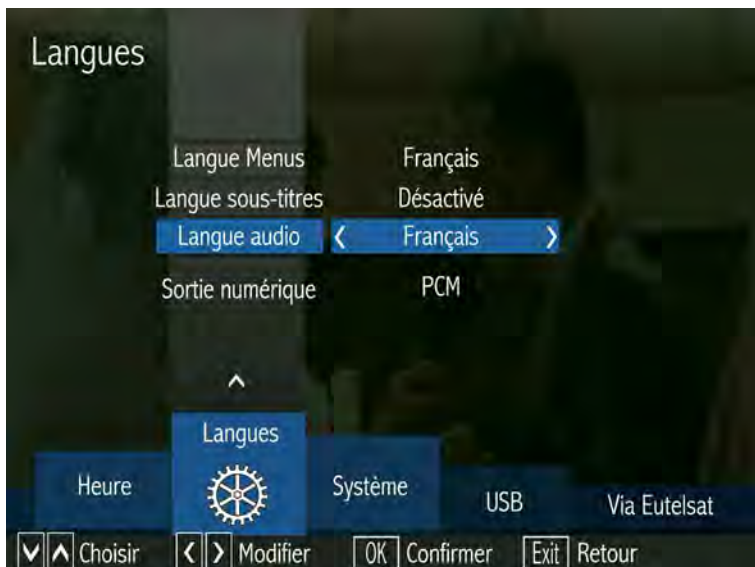 Langues
Langue Menus Français
Langue sous-titres Désactivé
Langue audio Français
Sortie numérique PCM
Langues
Heure Système USB Via Eutelsat
Choisir Modifier OK Confirmer Exit Retour